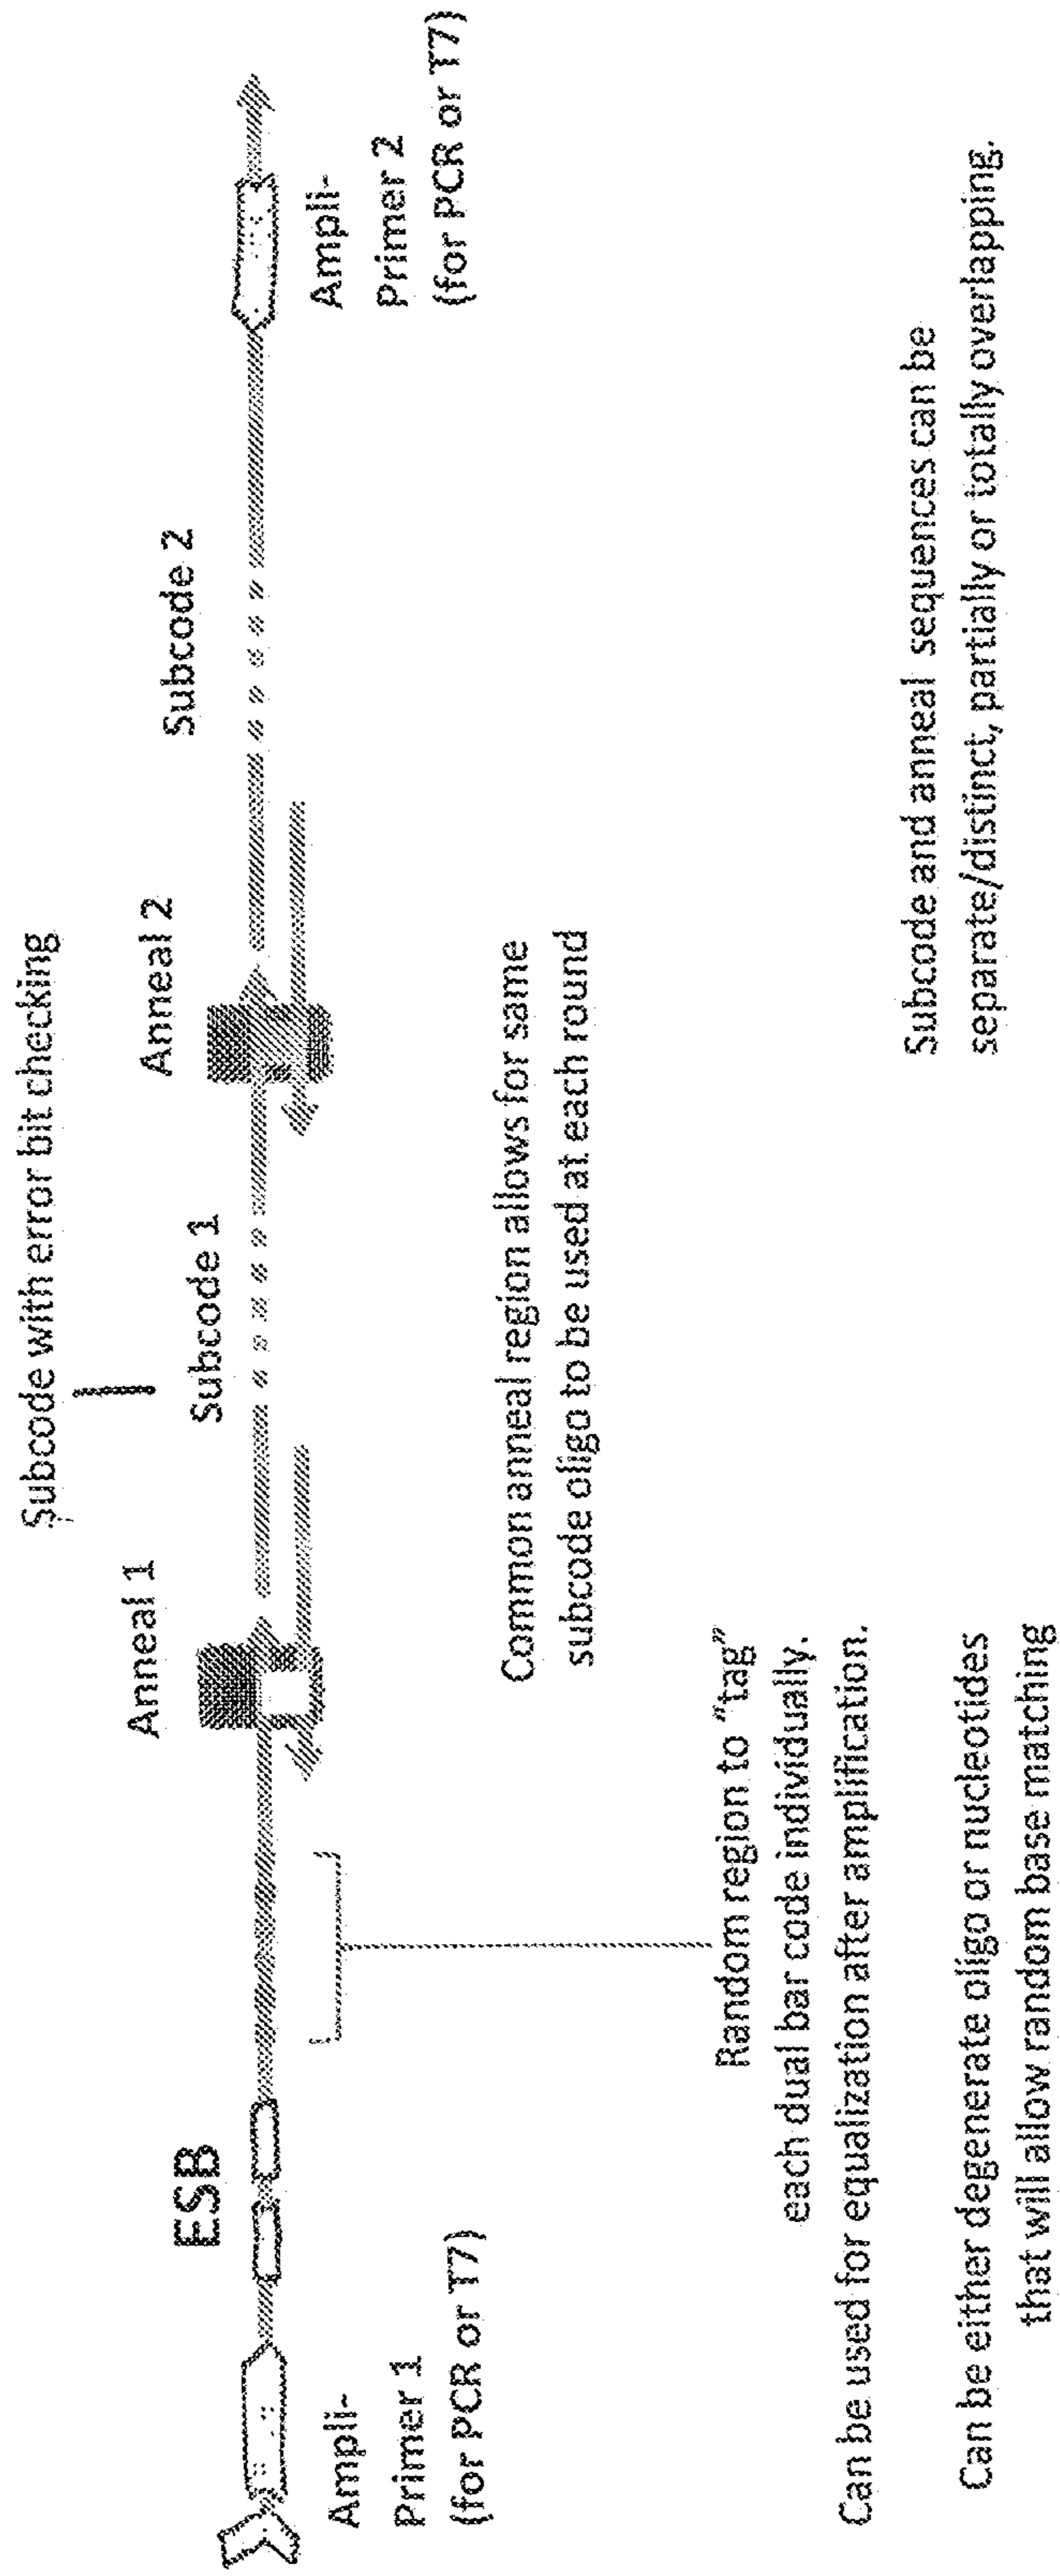 Subcode with error bit checking
Anneal 1
Subcode 1
Anneal 2
Subcode 2
ESB
Ampli-
Primer 1
(for PCR or T7)
Ampli-
Primer 2
(for PCR or T7)
Common anneal region allows for same
subcode oligo to be used at each round
Random region to "tag"
each dual bar code individually.
Can be used for equalization after amplification.
Can be either degenerate oligo or nucleotides
that will allow random base matching
Subcode and anneal sequences can be
separate/distinct, partially or totally overlapping.